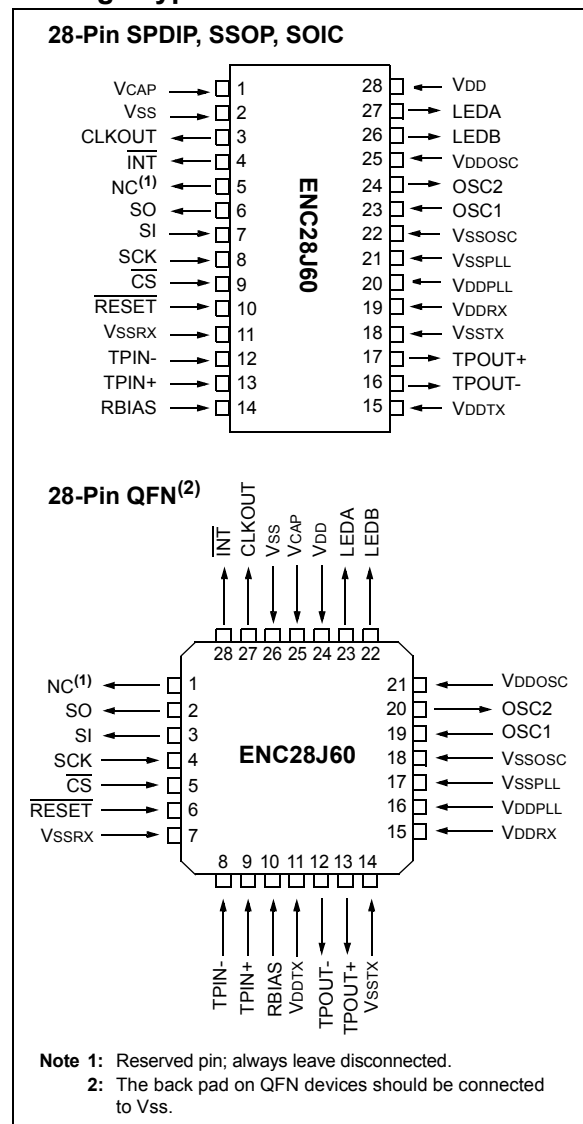 28-Pin SPDIP, SSOP, SOIC
VCAP 1 28 VDD
VSS 2 27 LEDA
CLKOUT 3 26 LEDB
INT 4 25 VDDOSC
NC(1) 5 24 OSC2
SO 6 23 OSC1
SI 7 22 VSSOSC
SCK 8 21 VSSPLL
CS 9 20 VDDPLL
RESET 10 19 VDDRX
VSSRX 11 18 VSSTX
TPIN- 12 17 TPOUT+
TPIN+ 13 16 TPOUT-
RBIAS 14 15 VDDTX
ENC28J60
28-Pin QFN(2)
INT CLKOUT VSS VCAP VDD LEDA LEDB
28 27 26 25 24 23 22
NC(1) 1 21 VDDOSC
SO 2 20 OSC2
SI 3 19 OSC1
SCK 4 18 VSSOSC
CS 5 17 VSSPLL
RESET 6 16 VDDPLL
VSSRX 7 15 VDDRX
ENC28J60
8 9 10 11 12 13 14
TPIN- TPIN+ RBIAS VDDTX TPOUT- TPOUT+ VSSTX
Note 1: Reserved pin; always leave disconnected.
2: The back pad on QFN devices should be connected
to Vss.